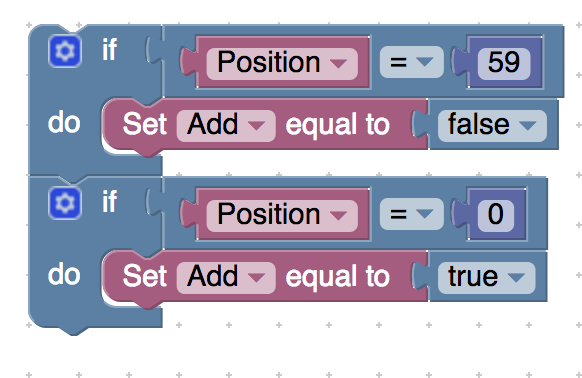 if Position = 59
do Set Add equal to false
if Position = 0
do Set Add equal to true